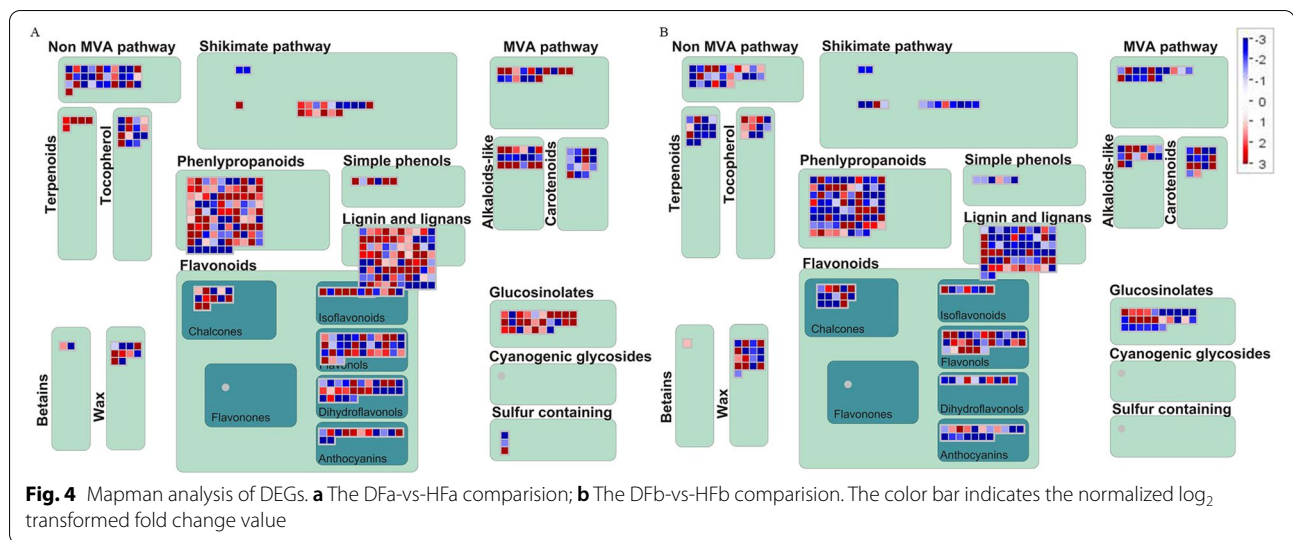 A
Non MVA pathway
Shikimate pathway
MVA pathway
Terpenoids
Tocopherol
Phenlypropanoids
Simple phenols
Alkaloids-like
Carotenoids
Lignin and lignans
Flavonoids
Chalcones
Isoflavonoids
Flavonols
Flavonones
Dihydroflavonols
Anthocyanins
Betains
Wax
Glucosinolates
Cyanogenic glycosides
Sulfur containing
B
Non MVA pathway
Shikimate pathway
MVA pathway
Terpenoids
Tocopherol
Phenlypropanoids
Simple phenols
Alkaloids-like
Carotenoids
Lignin and lignans
Flavonoids
Chalcones
Isoflavonoids
Flavonols
Flavonones
Dihydroflavonols
Anthocyanins
Betains
Wax
Glucosinolates
Cyanogenic glycosides
Sulfur containing
-3
-2
-1
0
1
2
3
Fig. 4 Mapman analysis of DEGs. a The DFa-vs-HFa comparision; b The DFb-vs-HFb comparision. The color bar indicates the normalized log2
transformed fold change value